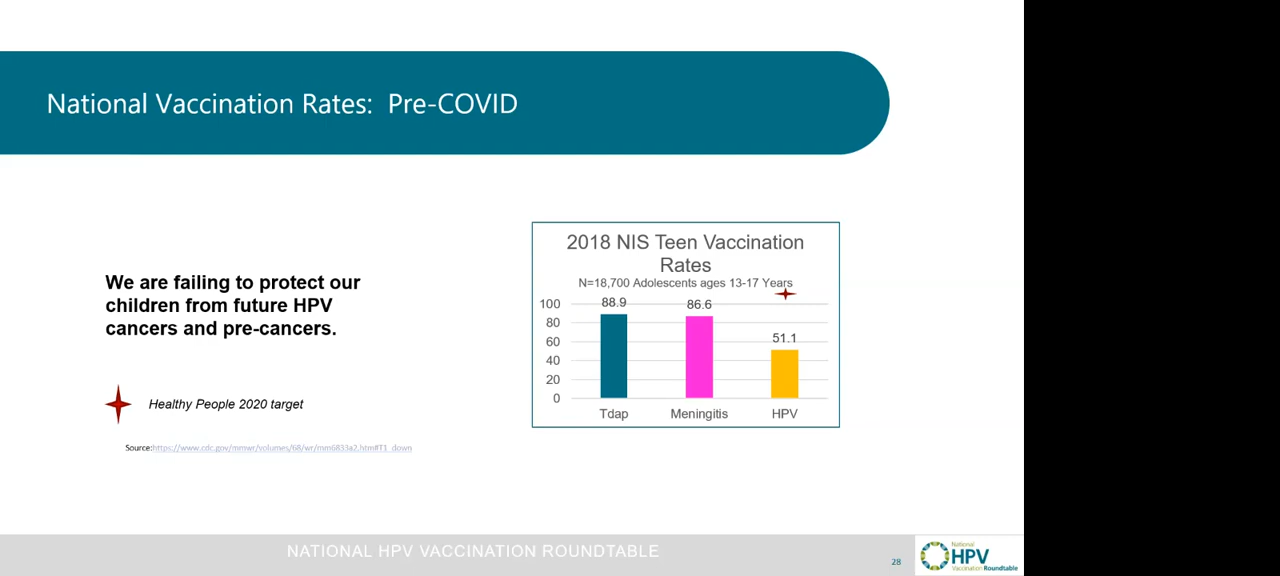 National Vaccination Rates:  Pre-COVID
We are failing to protect our
children from future HPV
cancers and pre-cancers.
Healthy People 2020 target
Source:https://www.cdc.gov/mmwr/volumes/68/wr/mm6833a2.htm#T1_down
2018 NIS Teen Vaccination
Rates
N=18,700 Adolescents ages 13-17 Years
100
80
60
40
20
0
88.9
86.6
51.1
Tdap
Meningitis
HPV
NATIONAL HPV VACCINATION ROUNDTABLE
28
National
HPV
Vaccination Roundtable